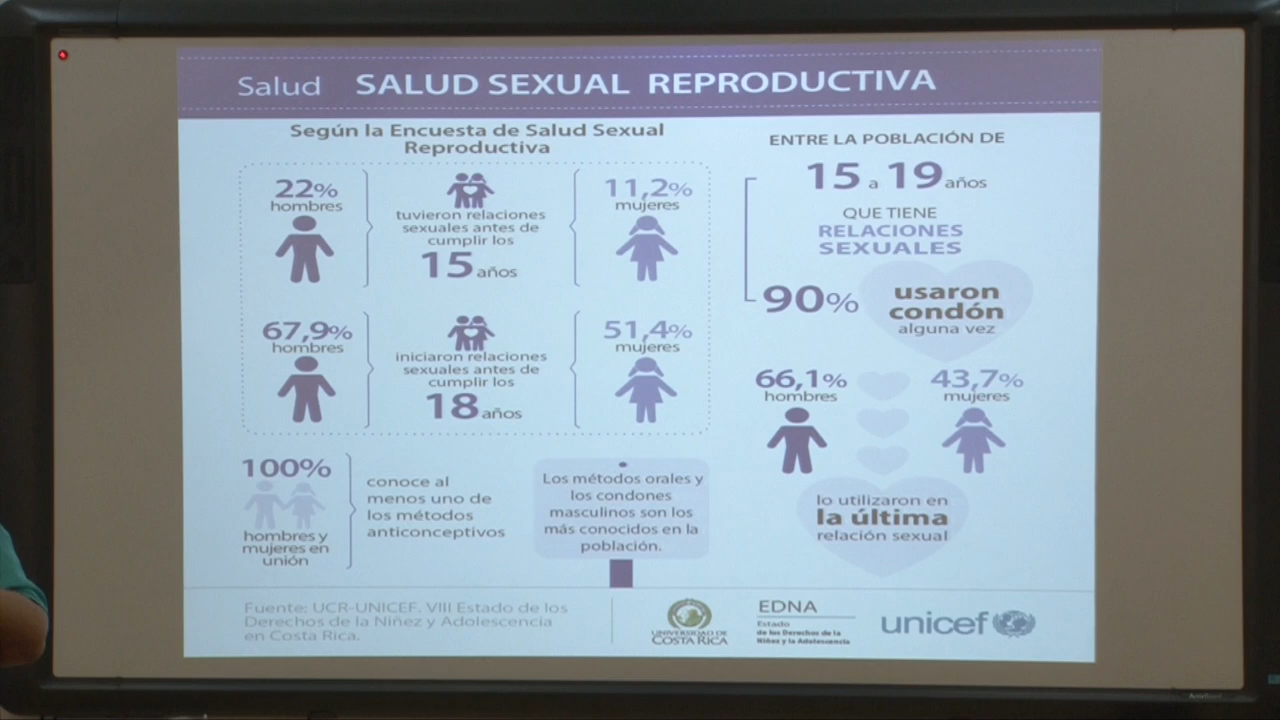 Salud SALUD SEXUAL REPRODUCTIVA
Según la Encuesta de Salud Sexual
Reproductiva
22%
hombres
tuvieron relaciones
sexuales antes de
cumplir los
15 años
11,2%
mujeres
67,9%
hombres
iniciaron relaciones
sexuales antes de
cumplir los
18 años
51,4%
mujeres
100%
hombres y
mujeres en
unión
conoce al
menos uno de
los métodos
anticonceptivos
Los métodos orales y
los condones
masculinos son los
más conocidos en la
población.
ENTRE LA POBLACIÓN DE
15 a 19 años
QUE TIENE
RELACIONES
SEXUALES
90%
usaron
condón
alguna vez
66,1%
hombres
43,7%
mujeres
lo utilizaron en
la última
relación sexual
Fuente: UCR-UNICEF. VIII Estado de los
Derechos de la Niñez y Adolescencia
en Costa Rica.
UNIVERSIDAD DE
COSTA RICA
EDNA
Estado
de los Derechos de la
Niñez y la Adolescencia
unicef